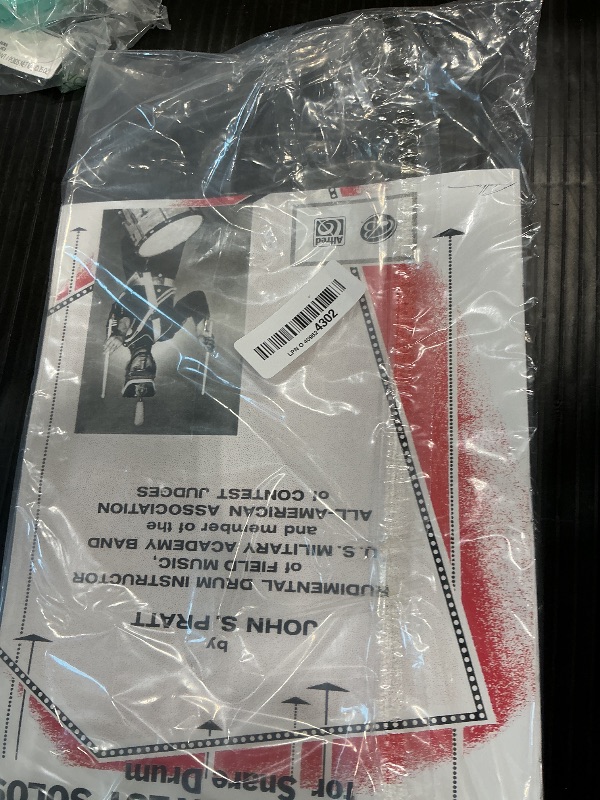 SOLOS
for Snare Drum
by
JOHN S. PRATT
RUDIMENTAL DRUM INSTRUCTOR
of FIELD MUSIC,
U. S. MILITARY ACADEMY BAND
and member of the
ALL-AMERICAN ASSOCIATION
of CONTEST JUDGES
LPN 4302
Alfred